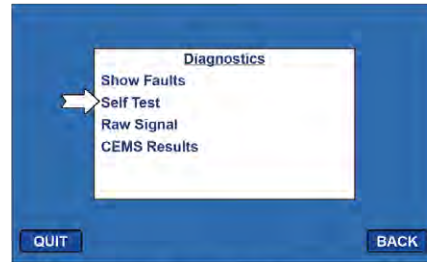 Diagnostics
Show Faults
Self Test
Raw Signal
CEMS Results
QUIT
BACK